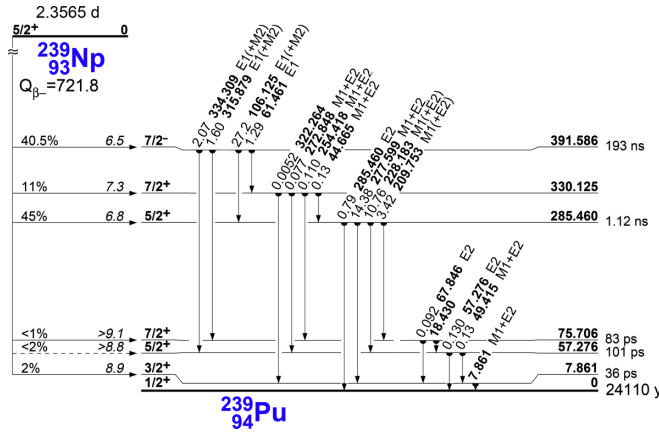 2.3565 d
5/2⁺ 0
²³⁹₉₃Np
Qβ₋=721.8
2.07 334.309 E1(+M2)
1.60 315.879 E1(+M2)
27.2 106.125 E1(+M2)
1.29 61.461 E1
40.5% 6.5 7/2⁻ 391.586 193 ns
0.0052 322.264
0.077 272.848 M1+E2
0.110 254.418 M1+E2
0.13 44.665 M1+E2
11% 7.3 7/2⁺ 330.125
0.79 285.460 E2
14.38 277.599 M1+E2
10.76 228.183 M1(+E2)
3.42 209.753 M1(+E2)
45% 6.8 5/2⁺ 285.460 1.12 ns
0.092 67.846 E2
18.430
0.130 57.276 E2
0.13 49.415 M1+E2
7.861 M1+E2
<1% >9.1 7/2⁺ 75.706 83 ps
<2% >8.8 5/2⁺ 57.276 101 ps
2% 8.9 3/2⁺ 7.861 36 ps
1/2⁺ 0 24110 y
²³⁹₉₄Pu